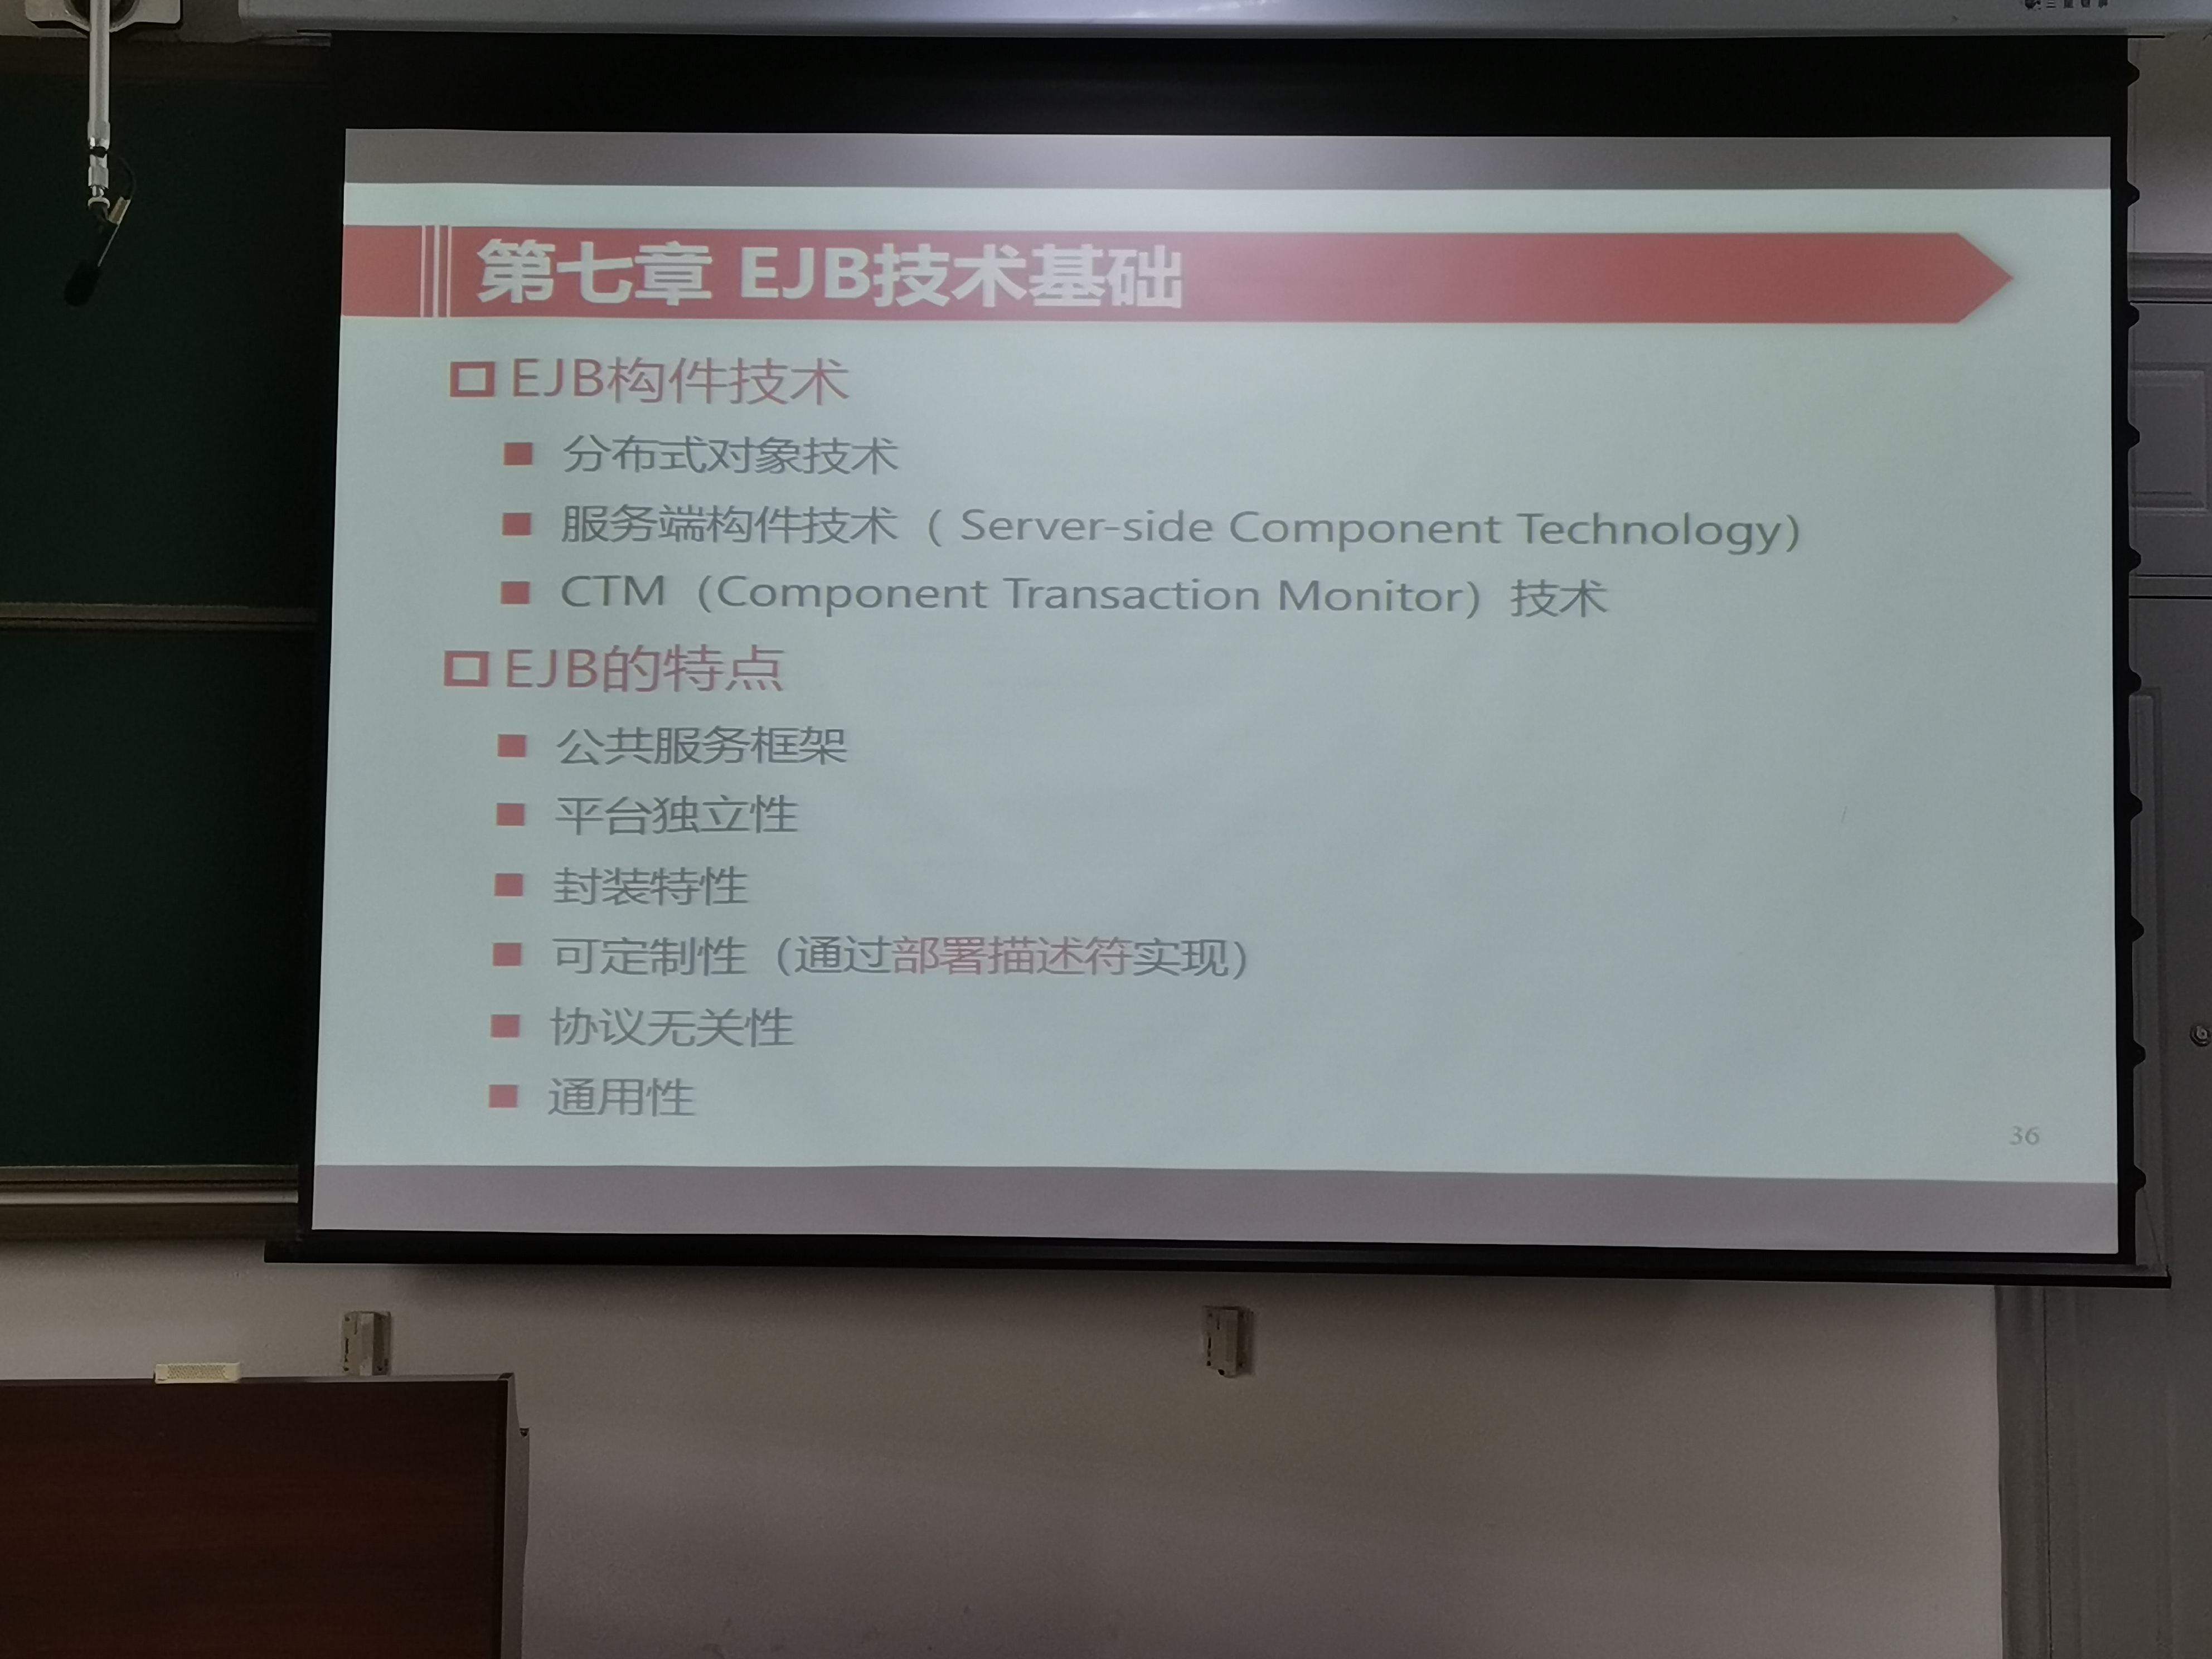 第七章 EJB技术基础
EJB构件技术
分布式对象技术
服务端构件技术（ Server-side Component Technology）
CTM（Component Transaction Monitor）技术
EJB的特点
公共服务框架
平台独立性
封装特性
可定制性（通过部署描述符实现）
协议无关性
通用性
36